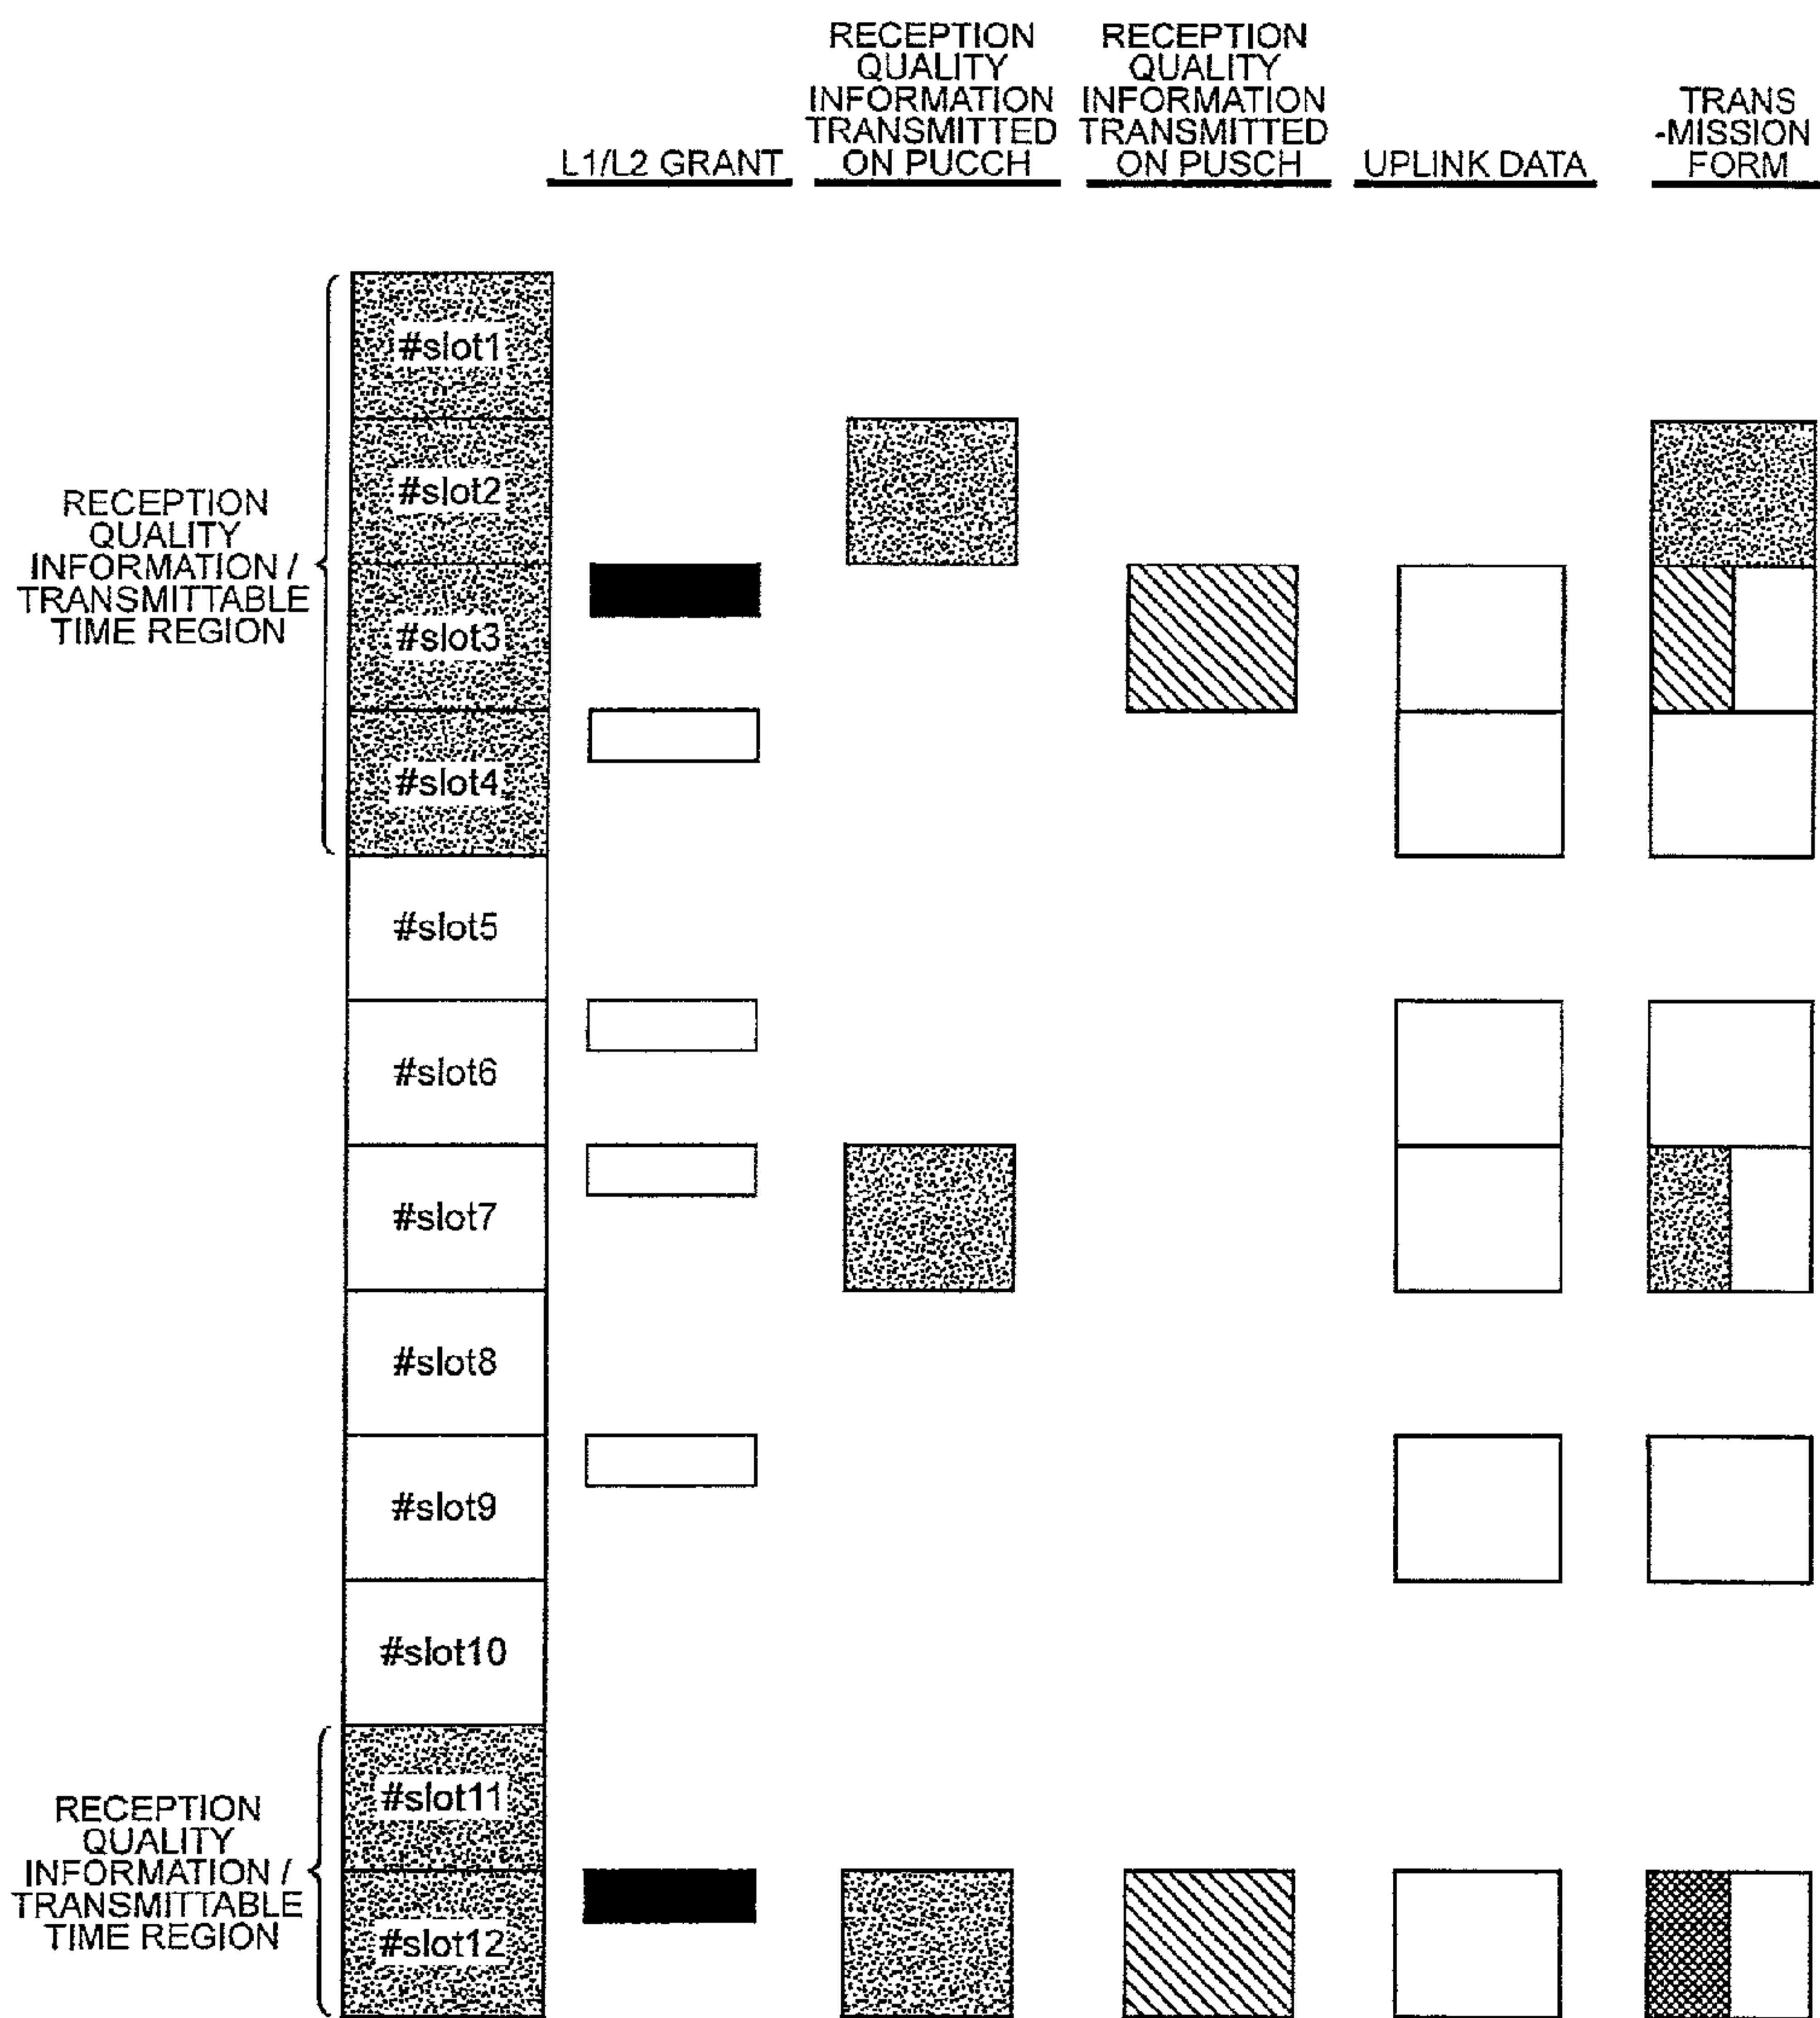 L1/L2 GRANT
RECEPTION
QUALITY
INFORMATION
TRANSMITTED
ON PUCCH
RECEPTION
QUALITY
INFORMATION
TRANSMITTED
ON PUSCH
UPLINK DATA
TRANS
-MISSION
FORM
RECEPTION
QUALITY
INFORMATION /
TRANSMITTABLE
TIME REGION
#slot1
#slot2
#slot3
#slot4
#slot5
#slot6
#slot7
#slot8
#slot9
#slot10
RECEPTION
QUALITY
INFORMATION /
TRANSMITTABLE
TIME REGION
#slot11
#slot12